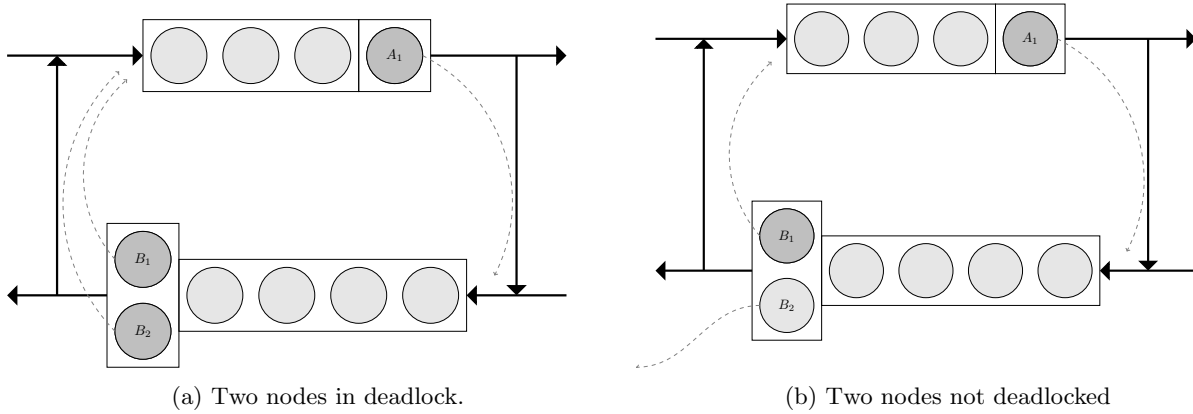 A1
A1
B1
B2
B1
B2
(a) Two nodes in deadlock.
(b) Two nodes not deadlocked